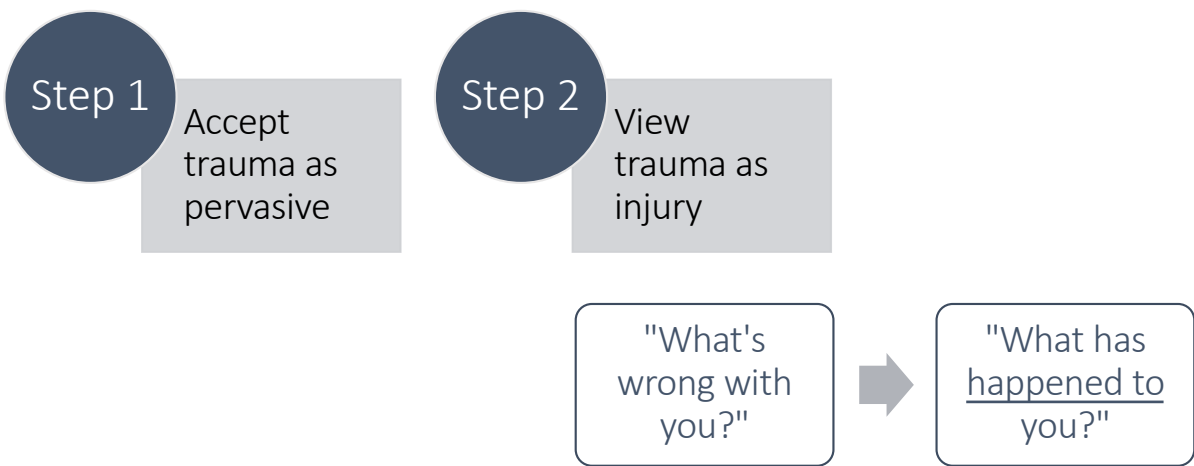 Step 1
Accept
trauma as
pervasive
Step 2
View
trauma as
injury
"What's
wrong with
you?"
"What has
happened to
you?"